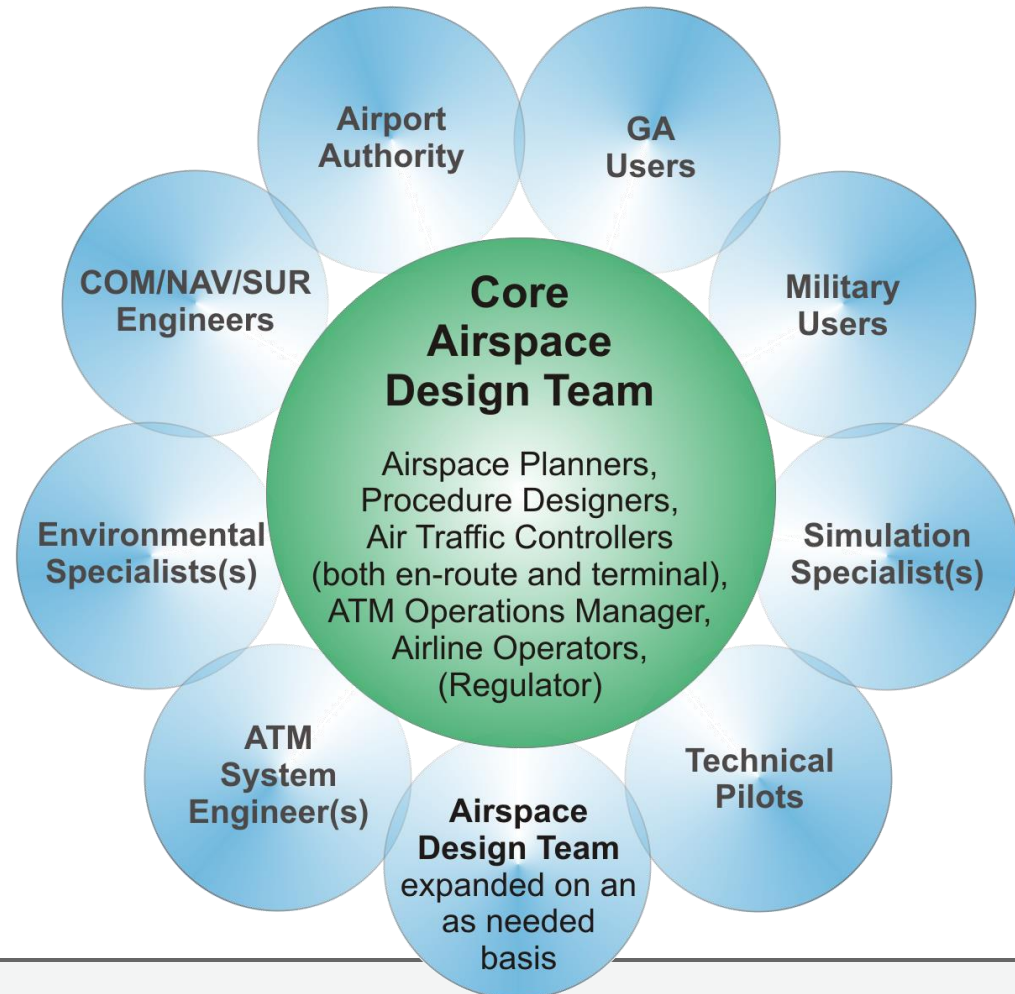 Airport
Authority
GA
Users
COM/NAV/SUR
Engineers
Military
Users
Core
Airspace
Design Team
Airspace Planners,
Procedure Designers,
Air Traffic Controllers
(both en-route and terminal),
ATM Operations Manager,
Airline Operators,
(Regulator)
Environmental
Specialists(s)
Simulation
Specialist(s)
ATM
System
Engineer(s)
Technical
Pilots
Airspace
Design Team
expanded on an
as needed
basis